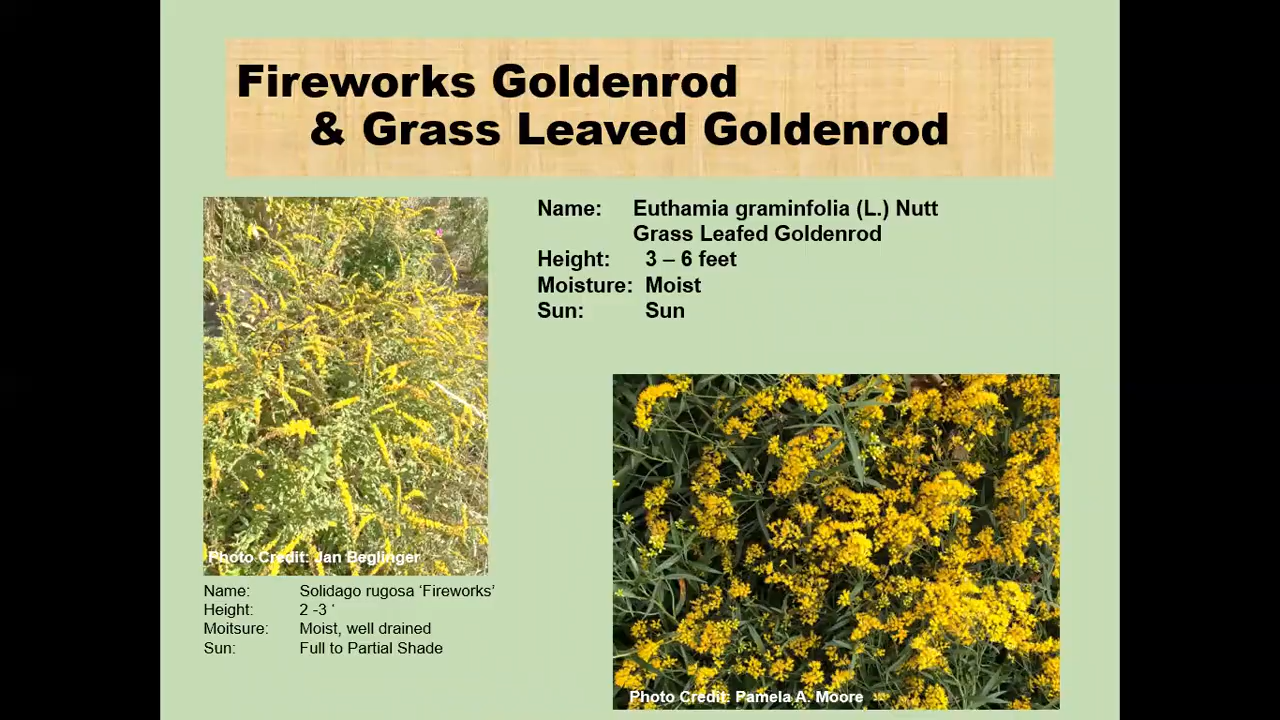 Fireworks Goldenrod
& Grass Leaved Goldenrod
Name: Euthamia graminfolia (L.) Nutt
Grass Leafed Goldenrod
Height: 3 – 6 feet
Moisture: Moist
Sun: Sun
Photo Credit: Jan Beglinger
Name: Solidago rugosa ‘Fireworks’
Height: 2 -3 ‘
Moitsure: Moist, well drained
Sun: Full to Partial Shade
Photo Credit: Pamela A. Moore